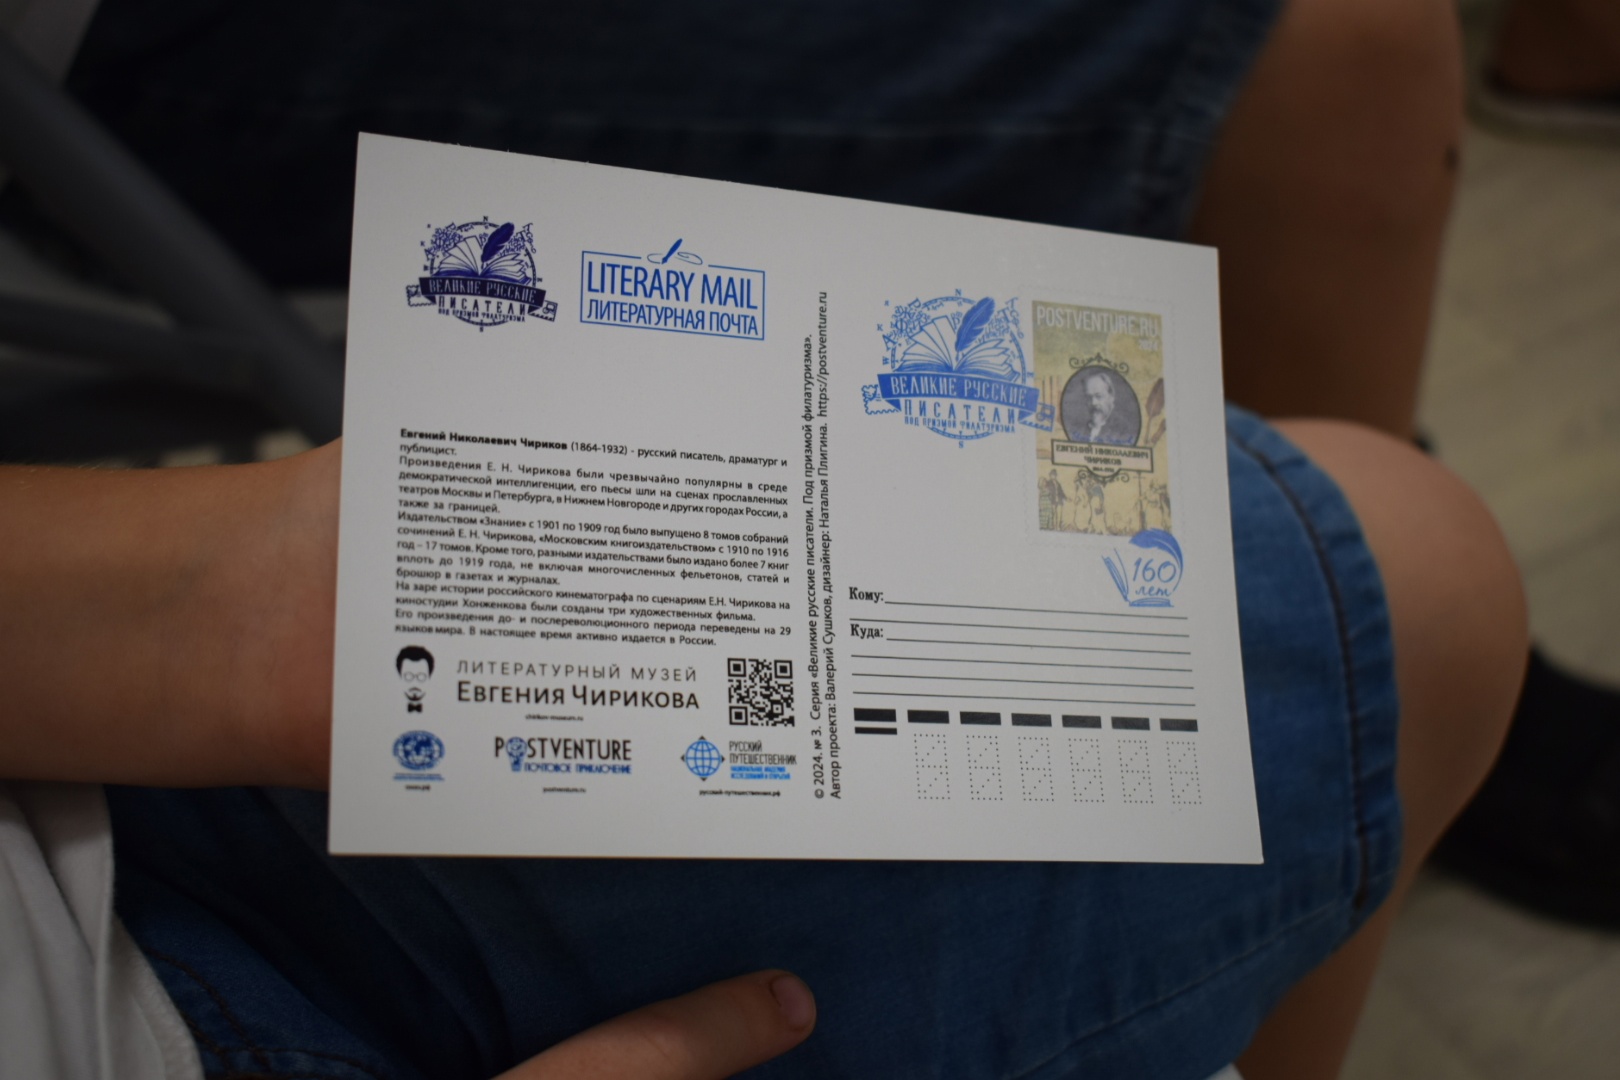 ВЕЛИКИЕ РУССКИЕ
ПИСАТЕЛИ
ПОД ПРИЗМОЙ ФИЛАТУРИЗМА
LITERARY MAIL
ЛИТЕРАТУРНАЯ ПОЧТА
Евгений Николаевич Чириков (1864-1932) - русский писатель, драматург и
публицист.
Произведения Е. Н. Чирикова были чрезвычайно популярны в среде
демократической интеллигенции, его пьесы шли на сценах прославленных
театров Москвы и Петербурга, в Нижнем Новгороде и других городах России, а
также за границей.
Издательством «Знание» с 1901 по 1909 год было выпущено 8 томов собраний
сочинений Е. Н. Чирикова, «Московским книгоиздательством» с 1910 по 1916
год – 17 томов. Кроме того, разными издательствами было издано более 7 книг
вплоть до 1919 года, не включая многочисленных фельетонов, статей и
брошюр в газетах и журналах.
На заре истории российского кинематографа по сценариям Е.Н. Чирикова на
киностудии Хонженкова были созданы три художественных фильма.
Его произведения до- и послереволюционного периода переведены на 29
языков мира. В настоящее время активно издается в России.
ЛИТЕРАТУРНЫЙ МУЗЕЙ
ЕВГЕНИЯ ЧИРИКОВА
chirikov-museum.ru
POSTVENTURE
ПОЧТОВОЕ ПРИКЛЮЧЕНИЕ
postventure.ru
РУССКИЙ
ПУТЕШЕСТВЕННИК
русский-путешественник.рф
© 2024. № 3. Серия «Великие русские писатели. Под призмой филатуризма».
Автор проекта: Валерий Сушков, дизайнер: Наталья Плигина. https://postventure.ru
ВЕЛИКИЕ РУССКИЕ
ПИСАТЕЛИ
ПОД ПРИЗМОЙ ФИЛАТУРИЗМА
POSTVENTURE.RU
ЕВГЕНИЙ НИКОЛАЕВИЧ
ЧИРИКОВ
160
лет
Кому:
Куда: